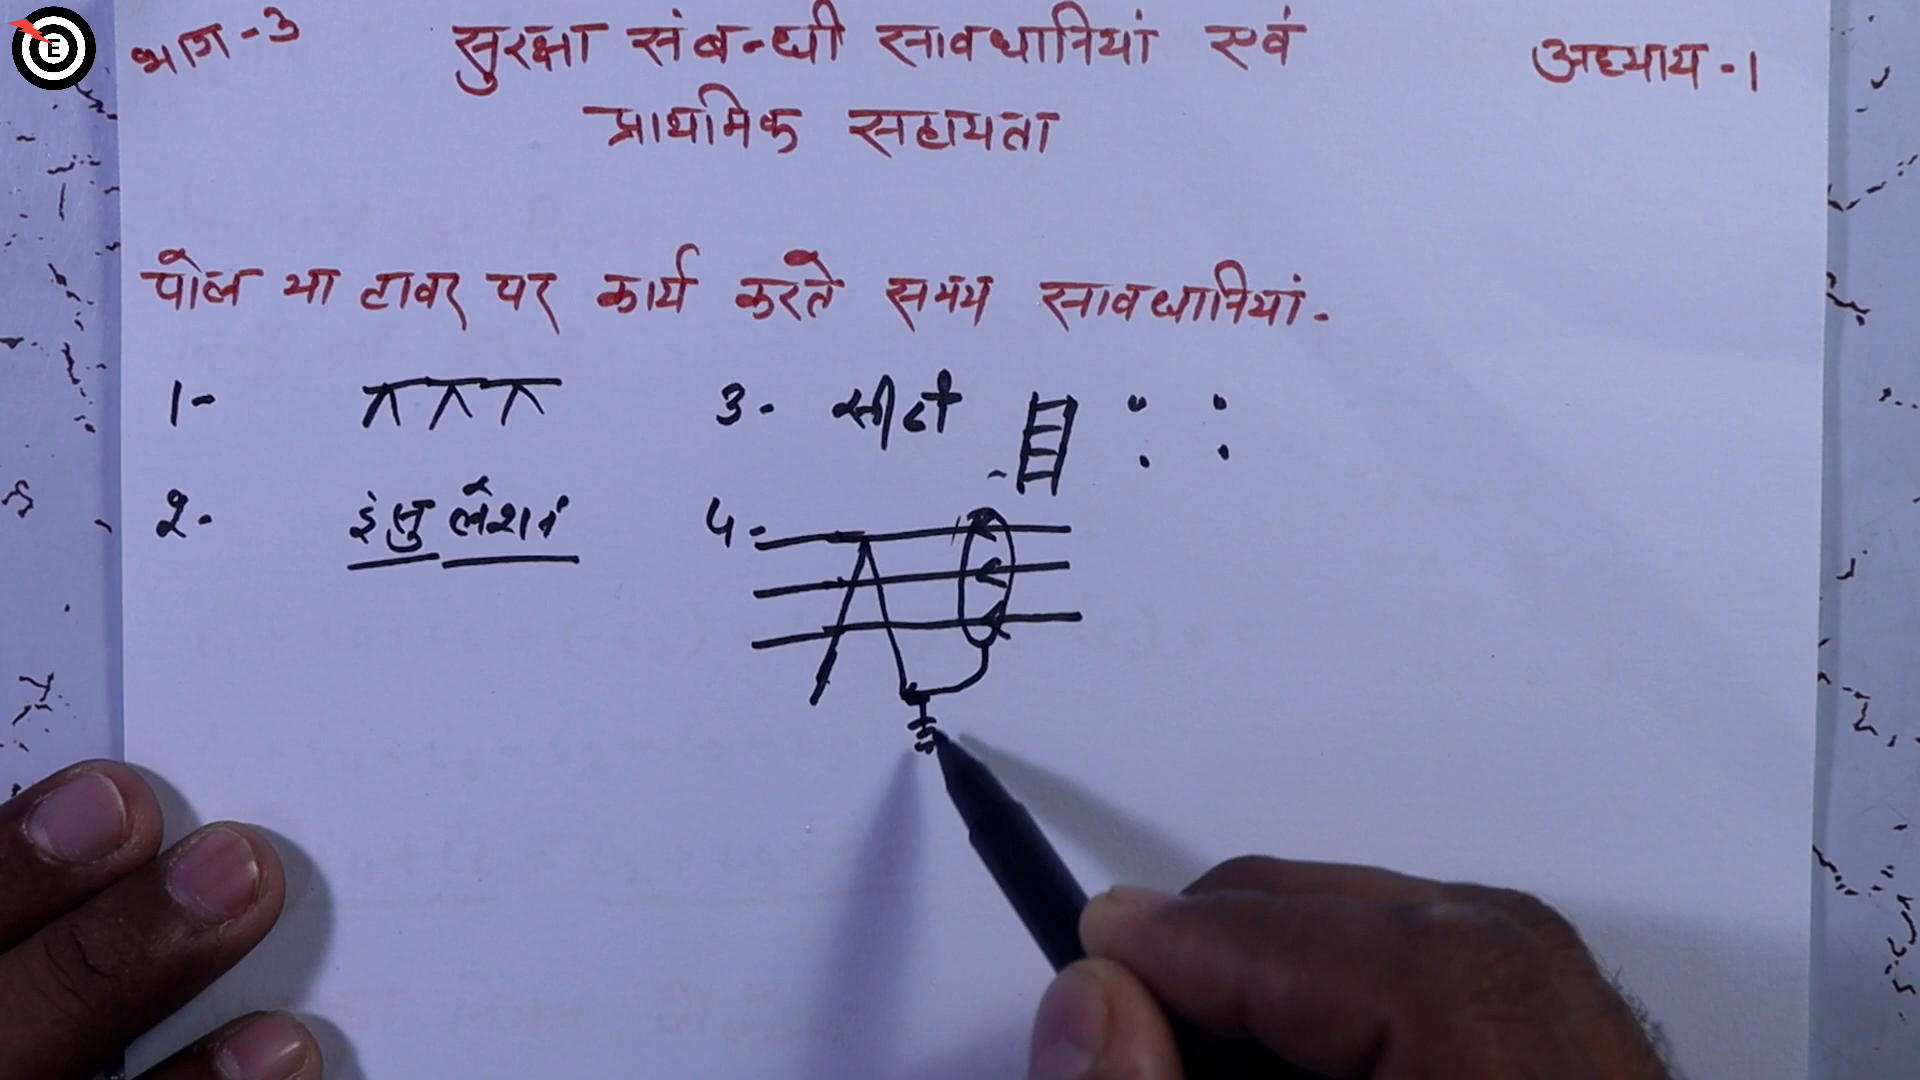 भाग-3
सुरक्षा संबन्धी सावधानियां एवं
प्राथमिक सहायता
अध्याय-1
पोल या टावर पर कार्य करते समय सावधानियां.
1-
2.
इंसुलेशन
3. सीढी
4-
E